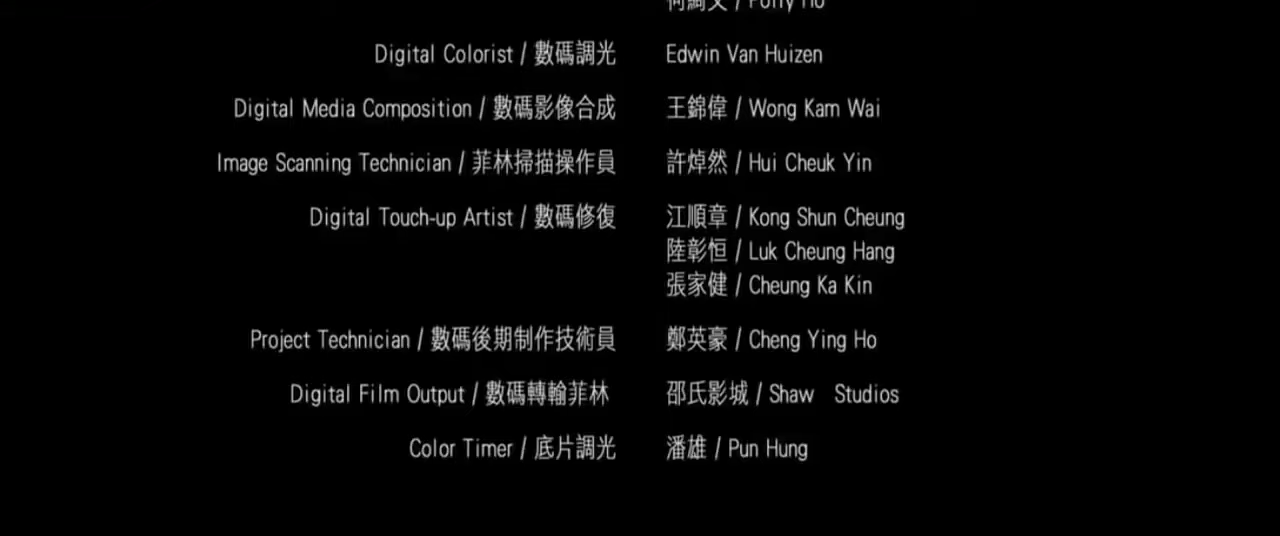 Digital Colorist / 數碼調光 Edwin Van Huizen
Digital Media Composition / 數碼影像合成 王錦偉 / Wong Kam Wai
Image Scanning Technician / 菲林掃描操作員 許焯然 / Hui Cheuk Yin
Digital Touch-up Artist / 數碼修復 江順章 / Kong Shun Cheung
陸彰恒 / Luk Cheung Hang
張家健 / Cheung Ka Kin
Project Technician / 數碼後期制作技術員 鄭英豪 / Cheng Ying Ho
Digital Film Output / 數碼轉輸菲林 邵氏影城 / Shaw Studios
Color Timer / 底片調光 潘雄 / Pun Hung